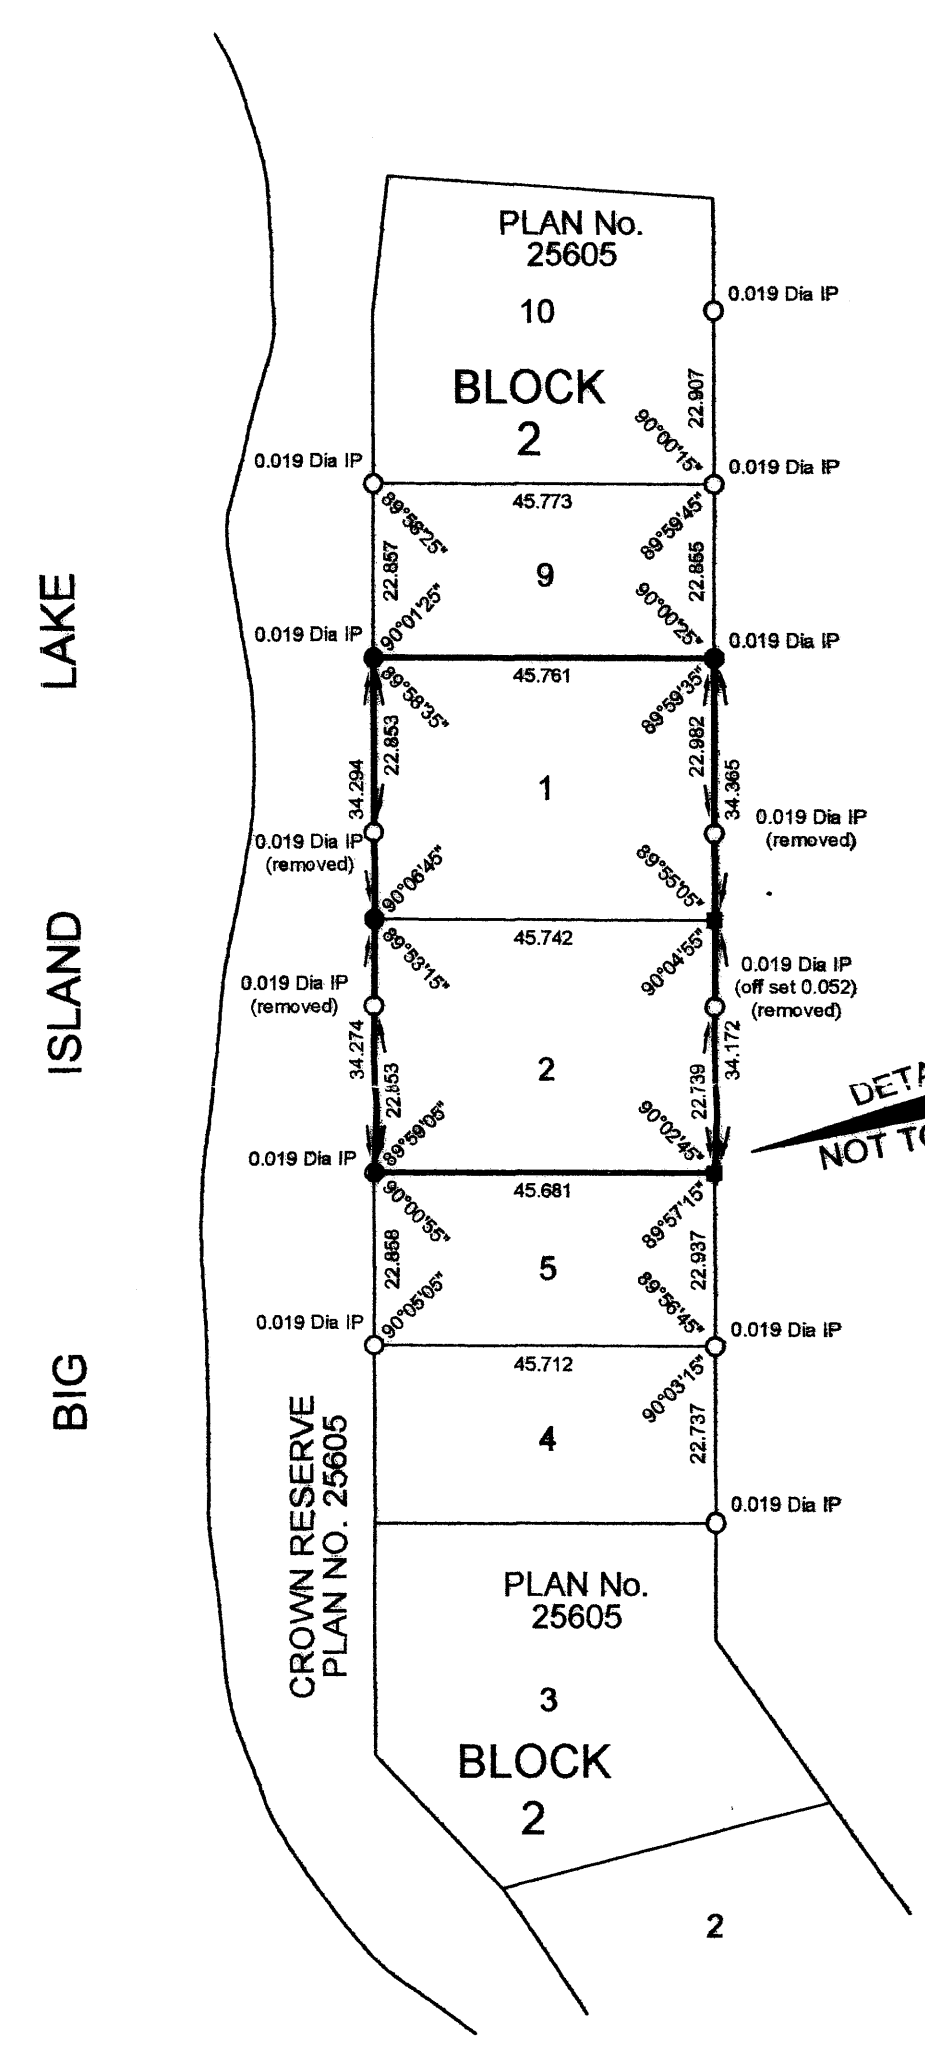 PLAN No.
25605
10
0.019 Dia IP
BLOCK
2
22.907
90°00'15"
0.019 Dia IP
0.019 Dia IP
45.773
89°58'25"
89°59'45"
22.857
9
22.855
90°01'25"
90°00'25"
0.019 Dia IP
0.019 Dia IP
45.761
89°58'35"
89°59'35"
22.853
22.982
34.294
1
34.365
0.019 Dia IP
(removed)
0.019 Dia IP
(removed)
90°06'45"
89°55'05"
45.742
89°53'15"
90°04'55"
0.019 Dia IP
(removed)
0.019 Dia IP
(off set 0.052)
(removed)
34.274
34.172
22.853
2
22.739
89°59'05"
90°02'45"
DETA
NOT TO
0.019 Dia IP
45.681
90°00'55"
89°57'15"
22.858
5
22.937
90°05'05"
89°56'45"
0.019 Dia IP
0.019 Dia IP
45.712
90°03'15"
4
22.737
0.019 Dia IP
BIG ISLAND LAKE
CROWN RESERVE
PLAN NO. 25605
PLAN No.
25605
3
BLOCK
2
2